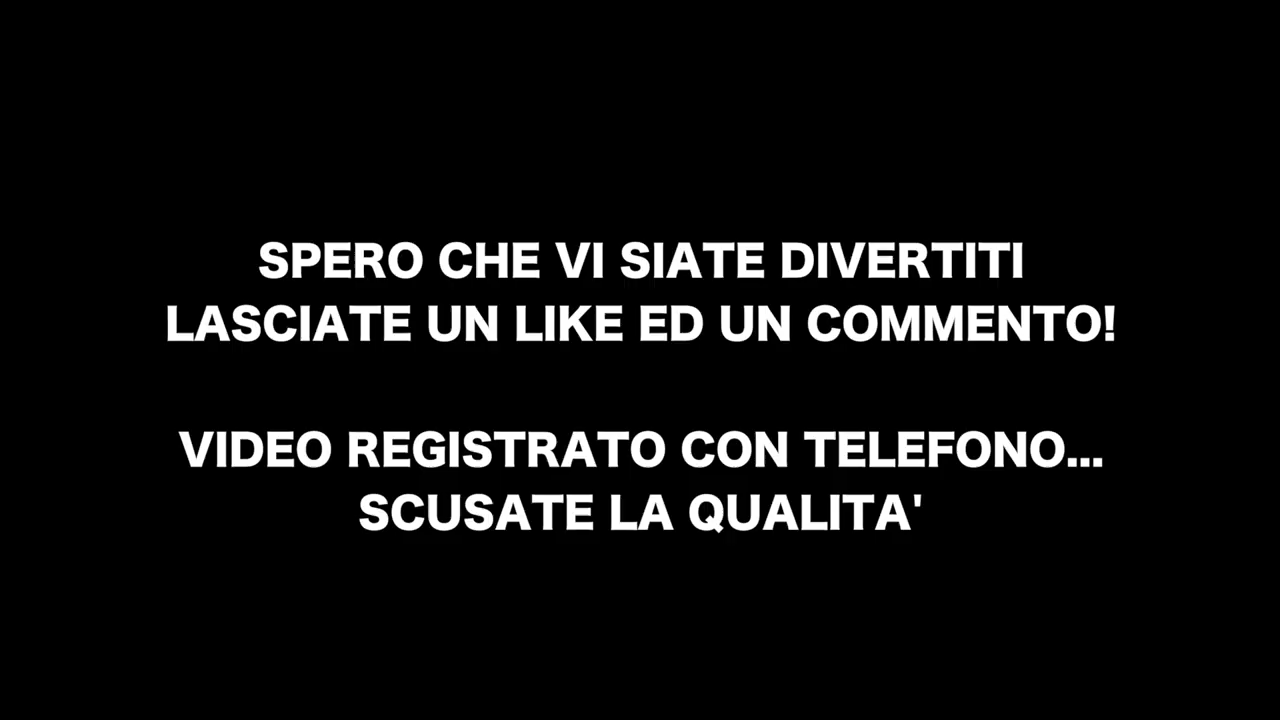 SPERO CHE VI SIATE DIVERTITI
LASCIATE UN LIKE ED UN COMMENTO!
VIDEO REGISTRATO CON TELEFONO...
SCUSATE LA QUALITA'